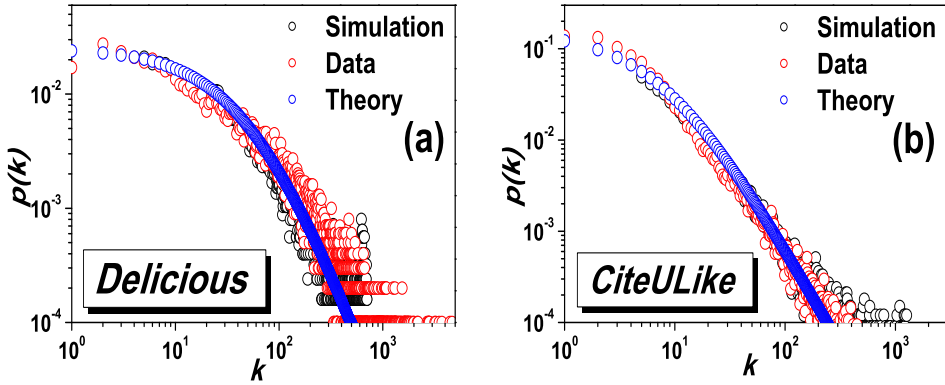 Simulation
Data
Theory
(a)
p(k)
10^-2
10^-3
10^-4
Delicious
10^0 10^1 10^2 10^3
k
Simulation
Data
Theory
(b)
p(k)
10^-1
10^-2
10^-3
10^-4
CiteULike
10^0 10^1 10^2 10^3
k